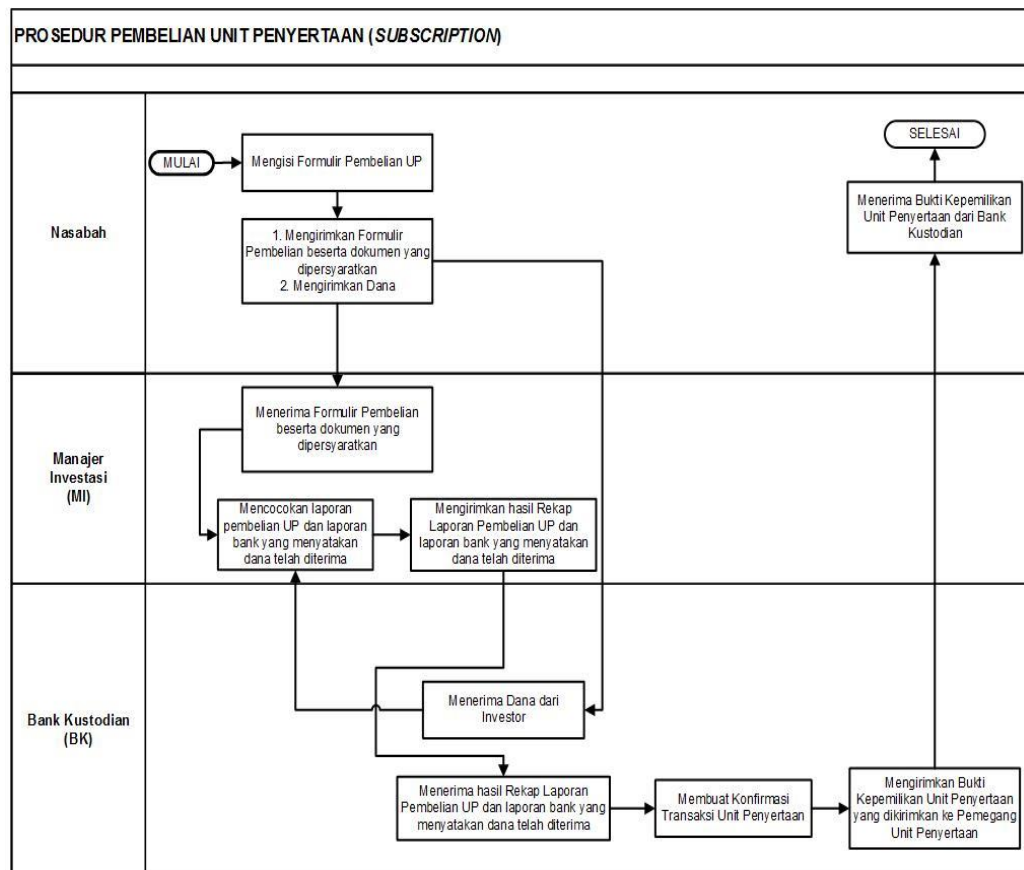 PROSEDUR PEMBELIAN UNIT PENYERTAAN (SUBSCRIPTION)
Nasabah
MULAI
Mengisi Formulir Pembelian UP
1. Mengirimkan Formulir
Pembelian beserta dokumen yang
dipersyaratkan
2. Mengirimkan Dana
SELESAI
Menerima Bukti Kepemilikan
Unit Penyertaan dari Bank
Kustodian
Manajer
Investasi
(MI)
Menerima Formulir Pembelian
beserta dokumen yang
dipersyaratkan
Mencocokan laporan
pembelian UP dan laporan
bank yang menyatakan
dana telah diterima
Mengirimkan hasil Rekap
Laporan Pembelian UP dan
laporan bank yang menyatakan
dana telah diterima
Bank Kustodian
(BK)
Menerima Dana dari
Investor
Menerima hasil Rekap Laporan
Pembelian UP dan laporan bank yang
menyatakan dana telah diterima
Membuat Konfirmasi
Transaksi Unit Penyertaan
Mengirimkan Bukti
Kepemilikan Unit Penyertaan
yang dikirimkan ke Pemegang
Unit Penyertaan